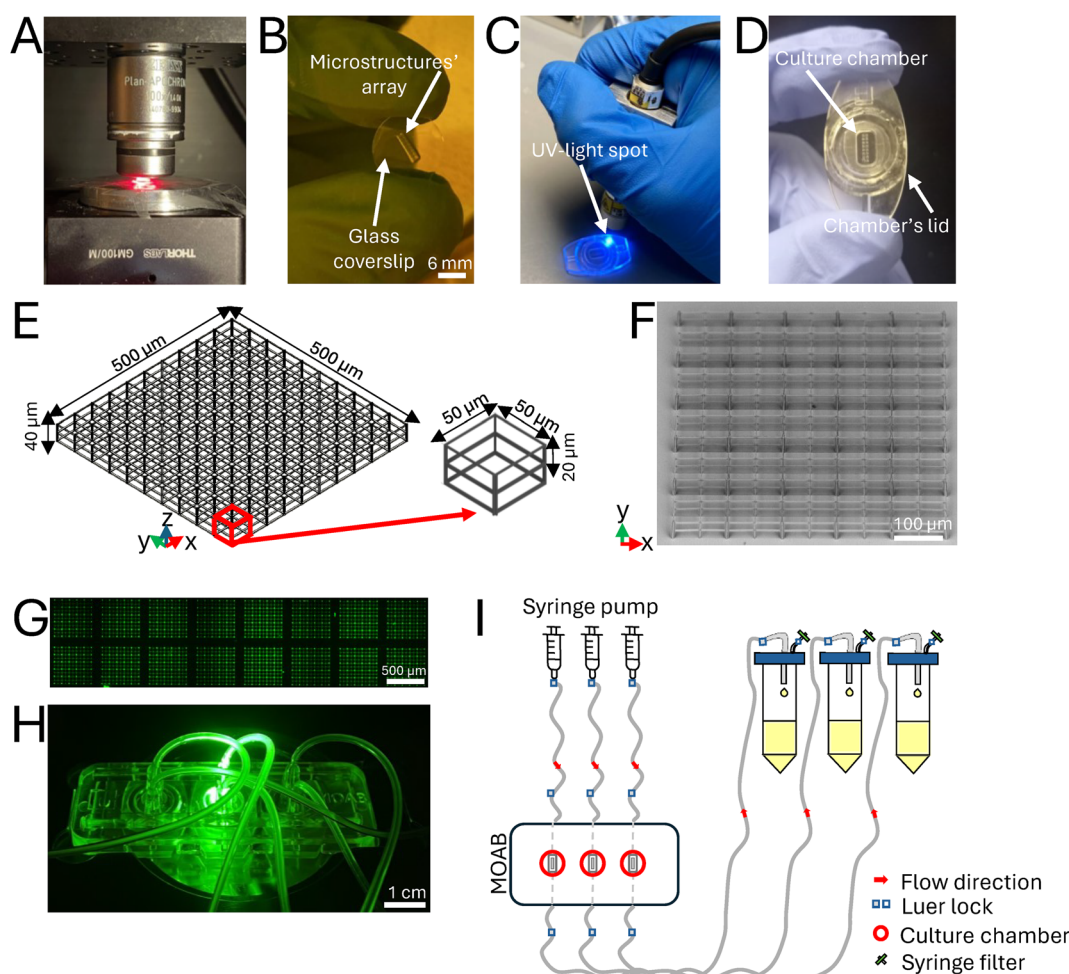 A
Plan-APOCHRO
B
Microstructures’
array
Glass
coverslip
6 mm
C
UV-light spot
D
Culture chamber
Chamber’s lid
THORLABS GM100/M
E
500 µm
500 µm
40 µm
50 µm
50 µm
20 µm
z
y
x
F
y
x
100 µm
G
500 µm
H
MOAB
1 cm
I
Syringe pump
MOAB
Flow direction
Luer lock
Culture chamber
Syringe filter